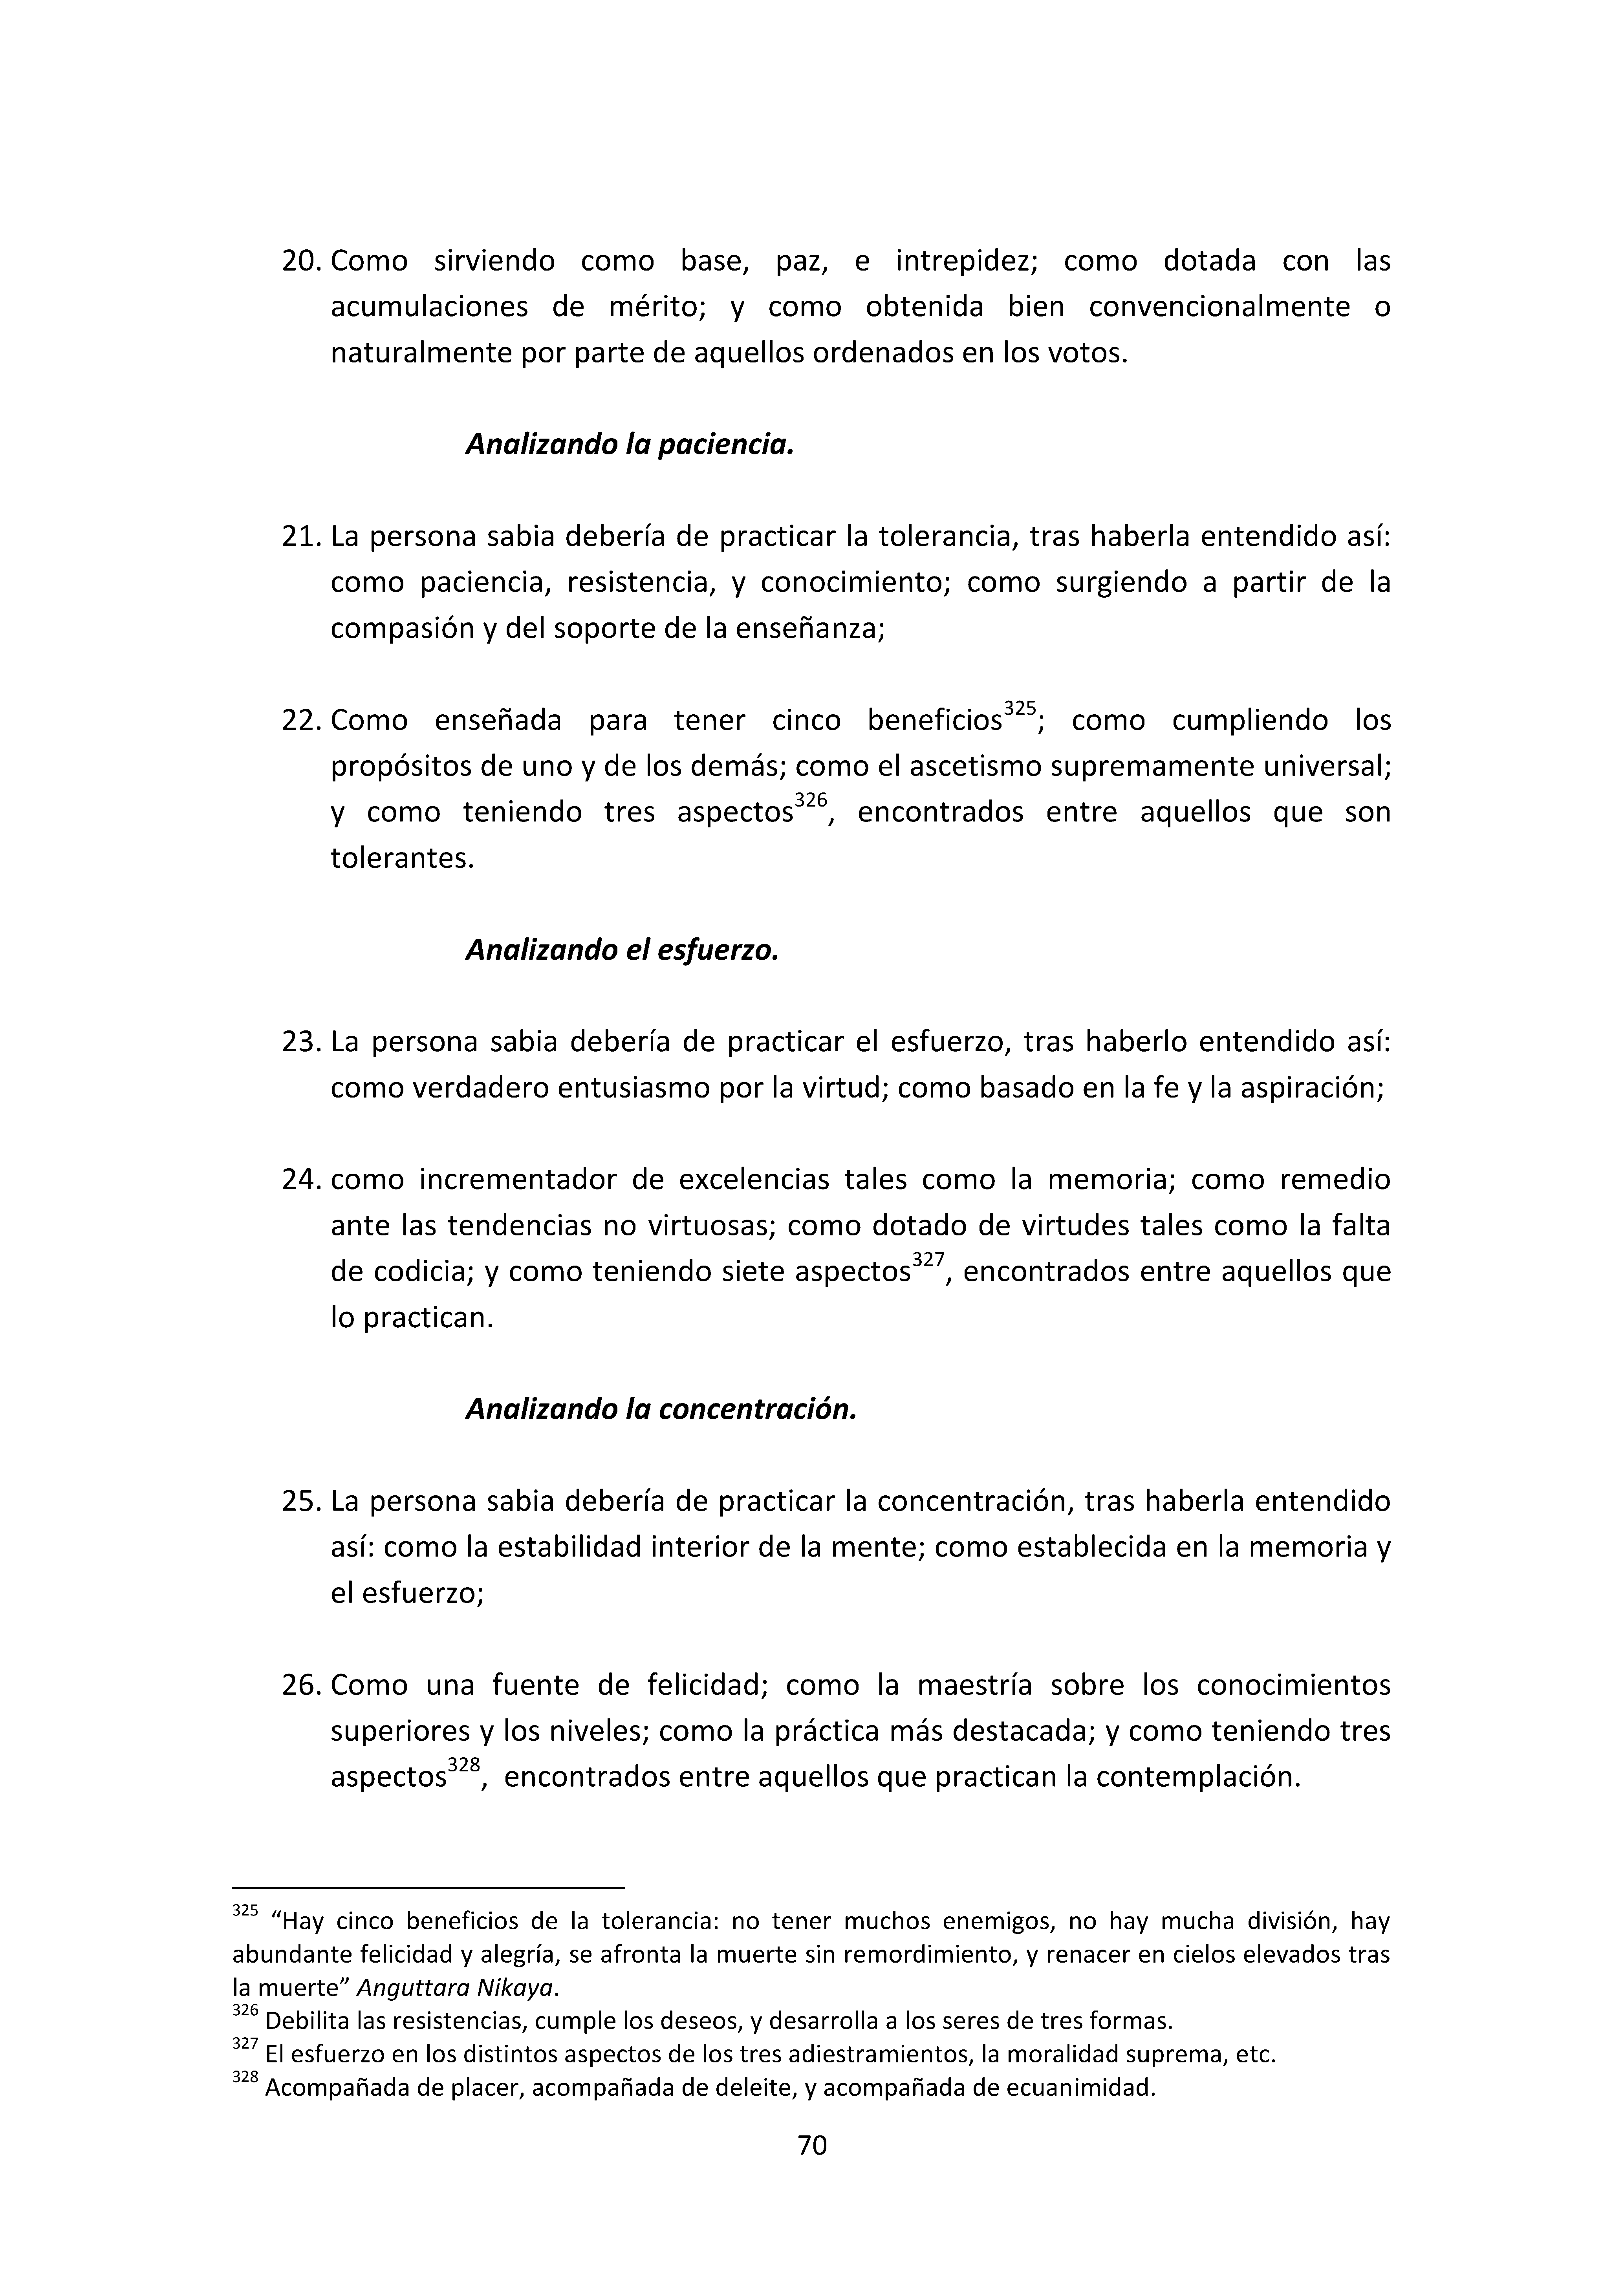 20. Como sirviendo como base, paz, e intrepidez; como dotada con las
acumulaciones de mérito; y como obtenida bien convencionalmente o
naturalmente por parte de aquellos ordenados en los votos.
Analizando la paciencia.
21. La persona sabia debería de practicar la tolerancia, tras haberla entendido así:
como paciencia, resistencia, y conocimiento; como surgiendo a partir de la
compasión y del soporte de la enseñanza;
22. Como enseñada para tener cinco beneficios325; como cumpliendo los
propósitos de uno y de los demás; como el ascetismo supremamente universal;
y como teniendo tres aspectos326, encontrados entre aquellos que son
tolerantes.
Analizando el esfuerzo.
23. La persona sabia debería de practicar el esfuerzo, tras haberlo entendido así:
como verdadero entusiasmo por la virtud; como basado en la fe y la aspiración;
24. como incrementador de excelencias tales como la memoria; como remedio
ante las tendencias no virtuosas; como dotado de virtudes tales como la falta
de codicia; y como teniendo siete aspectos327, encontrados entre aquellos que
lo practican.
Analizando la concentración.
25. La persona sabia debería de practicar la concentración, tras haberla entendido
así: como la estabilidad interior de la mente; como establecida en la memoria y
el esfuerzo;
26. Como una fuente de felicidad; como la maestría sobre los conocimientos
superiores y los niveles; como la práctica más destacada; y como teniendo tres
aspectos328, encontrados entre aquellos que practican la contemplación.
325 “Hay cinco beneficios de la tolerancia: no tener muchos enemigos, no hay mucha división, hay
abundante felicidad y alegría, se afronta la muerte sin remordimiento, y renacer en cielos elevados tras
la muerte” Anguttara Nikaya.
326 Debilita las resistencias, cumple los deseos, y desarrolla a los seres de tres formas.
327 El esfuerzo en los distintos aspectos de los tres adiestramientos, la moralidad suprema, etc.
328 Acompañada de placer, acompañada de deleite, y acompañada de ecuanimidad.
70